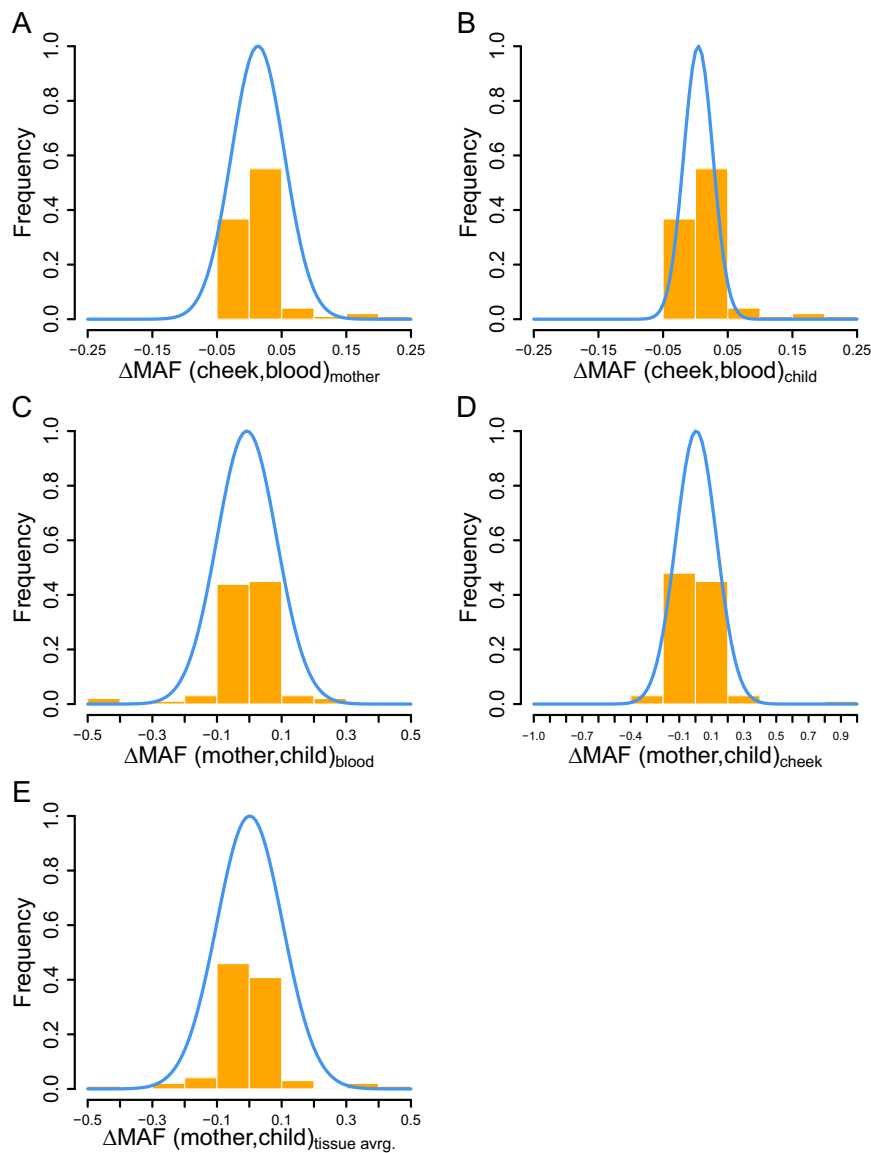 A
Frequency
0.0 0.2 0.4 0.6 0.8 1.0
−0.25 −0.15 −0.05 0.05 0.15 0.25
ΔMAF (cheek,blood)mother
B
Frequency
0.0 0.2 0.4 0.6 0.8 1.0
−0.25 −0.15 −0.05 0.05 0.15 0.25
ΔMAF (cheek,blood)child
C
Frequency
0.0 0.2 0.4 0.6 0.8 1.0
−0.5 −0.3 −0.1 0.1 0.3 0.5
ΔMAF (mother,child)blood
D
Frequency
0.0 0.2 0.4 0.6 0.8 1.0
−1.0 −0.7 −0.4 −0.1 0.1 0.3 0.5 0.7 0.9
ΔMAF (mother,child)cheek
E
Frequency
0.0 0.2 0.4 0.6 0.8 1.0
−0.5 −0.3 −0.1 0.1 0.3 0.5
ΔMAF (mother,child)tissue avrg.